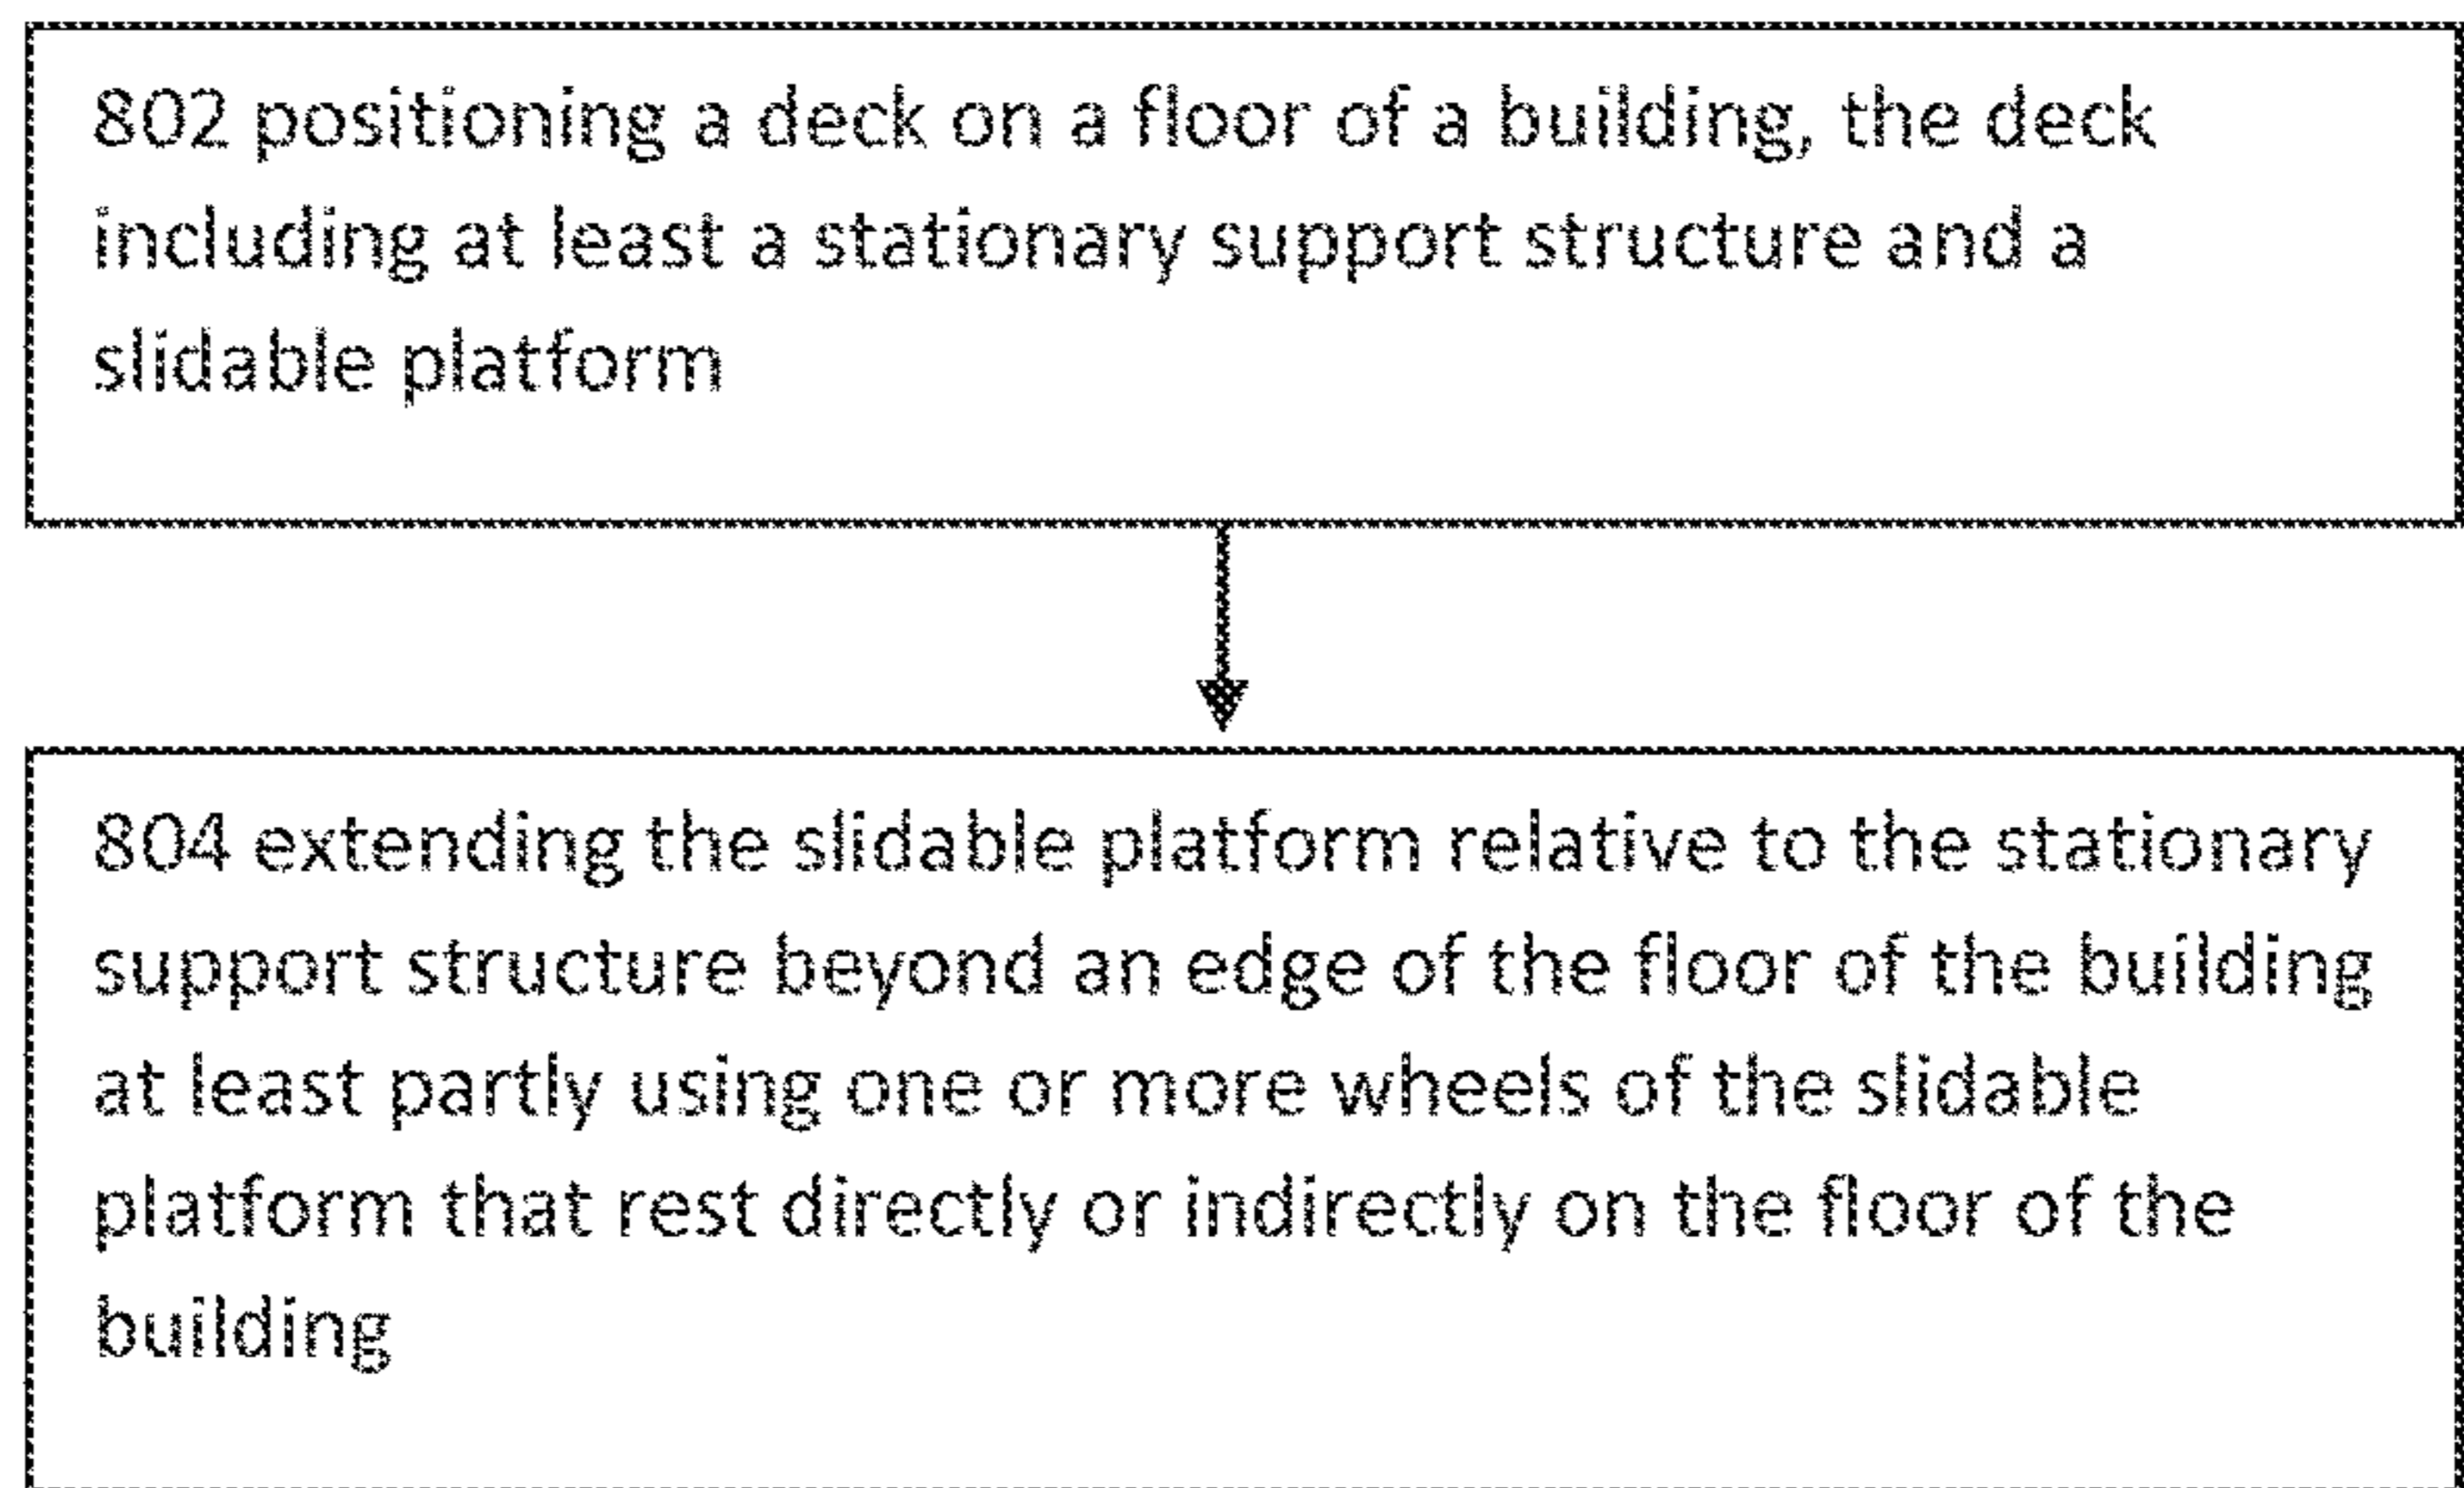 802 positioning a deck on a floor of a building, the deck
including at least a stationary support structure and a
slidable platform
804 extending the slidable platform relative to the stationary
support structure beyond an edge of the floor of the building
at least partly using one or more wheels of the slidable
platform that rest directly or indirectly on the floor of the
building